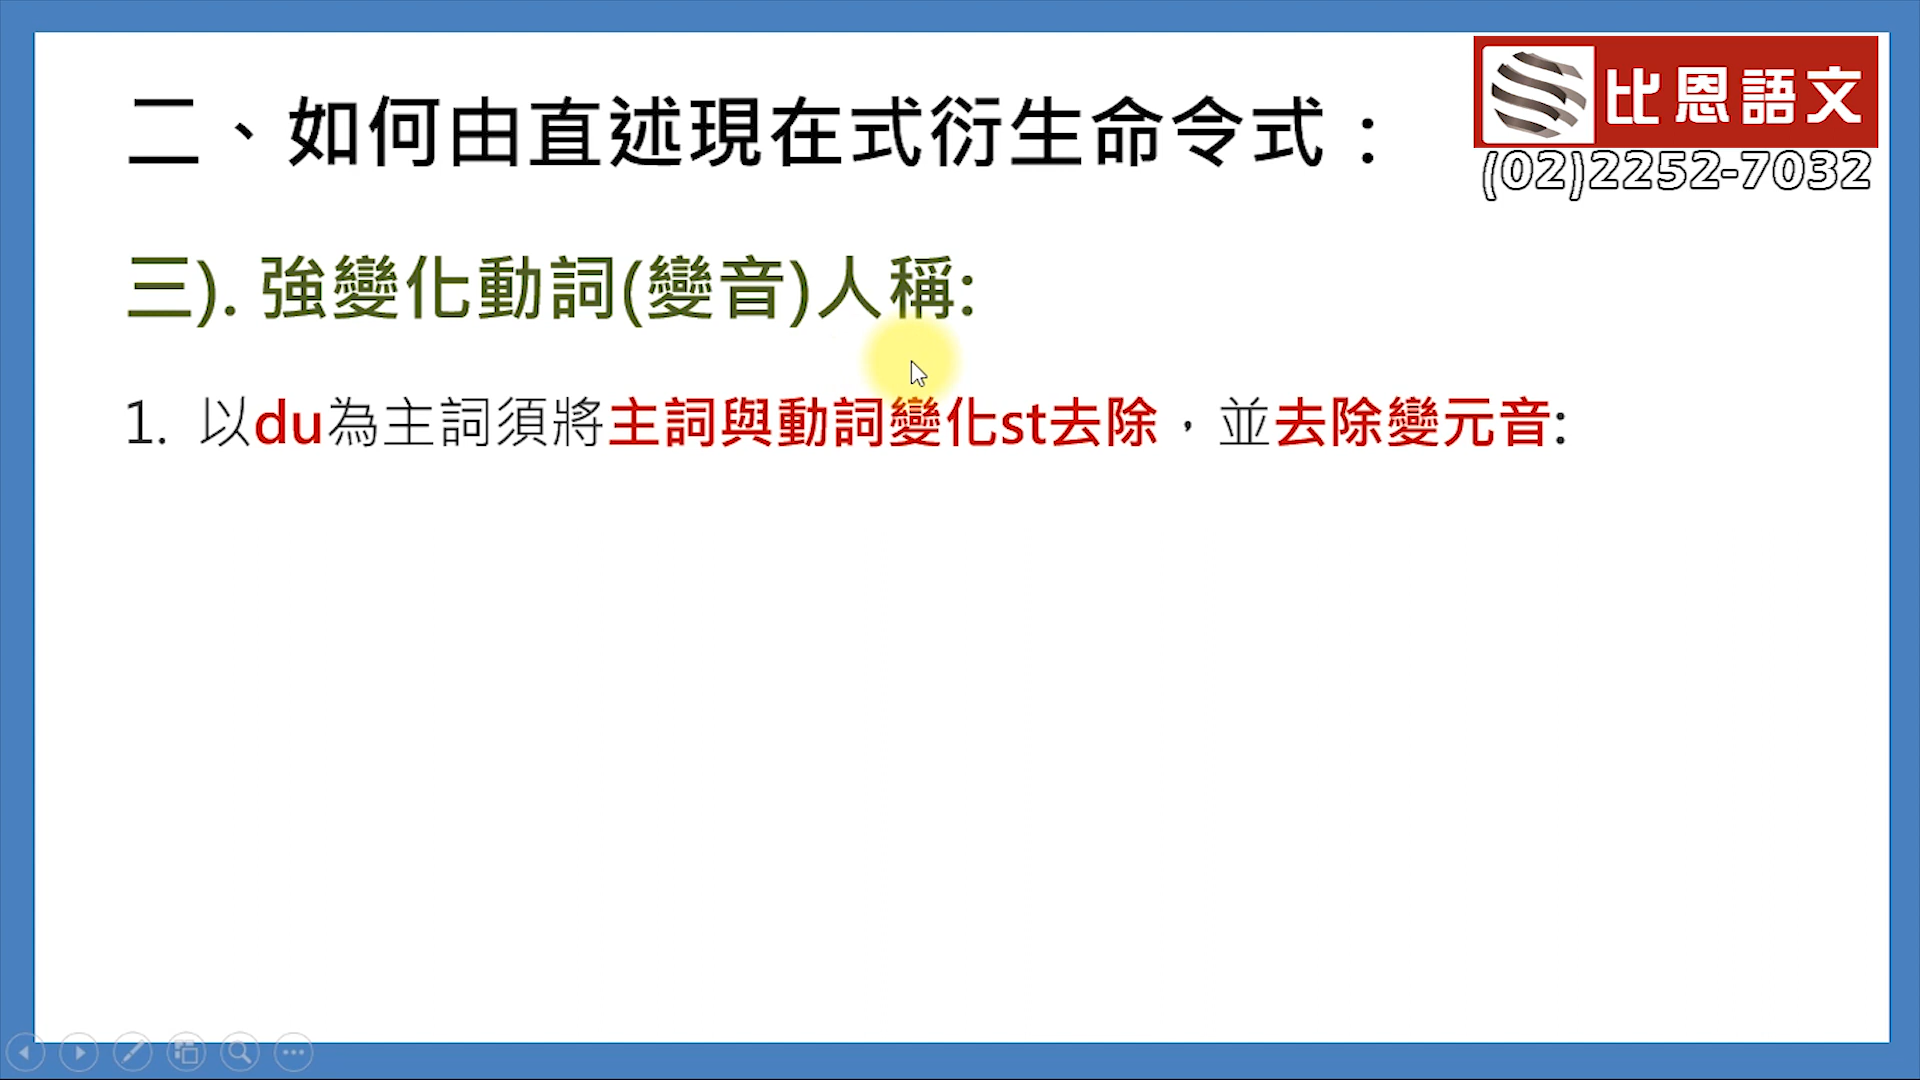 二、如何由直述現在式衍生命令式：
比恩語文
(02)2252-7032
三). 強變化動詞(變音)人稱:
1. 以du為主詞須將主詞與動詞變化st去除，並去除變元音: